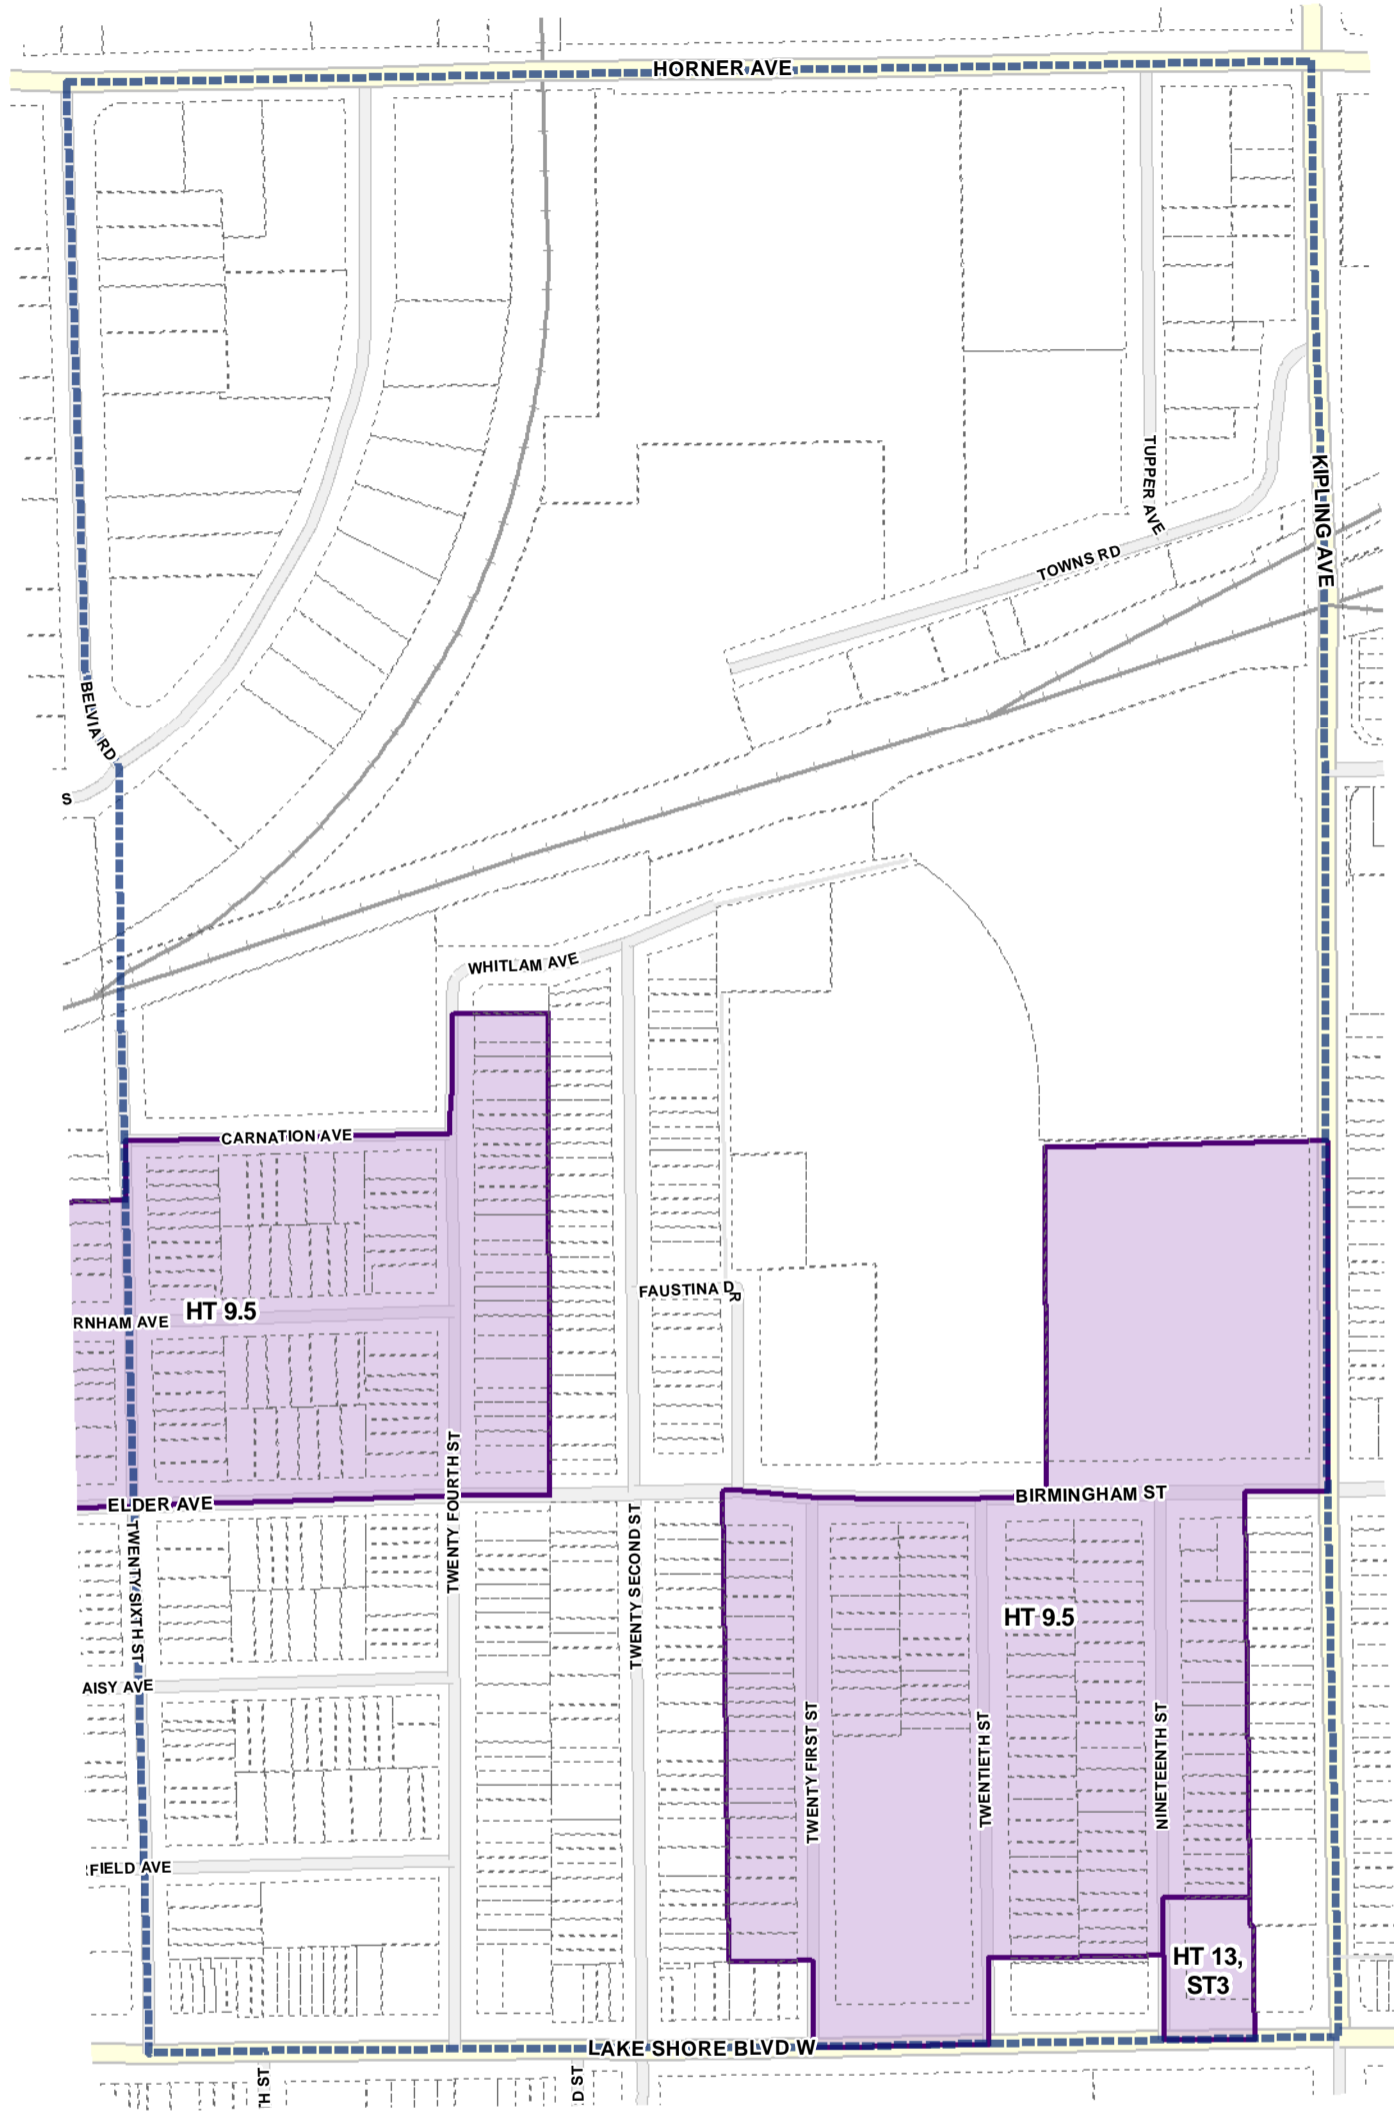 HORNER AVE
TUPPER AVE
KIPLING AVE
TOWNS RD
BELVIA RD
S
WHITLAM AVE
CARNATION AVE
FAUSTINA DR
HT 9.5
RNHAM AVE
TWENTY FOURTH ST
ELDER AVE
BIRMINGHAM ST
TWENTY SIXTH ST
TWENTY SECOND ST
HT 9.5
AISY AVE
TWENTY FIRST ST
TWENTIETH ST
NINETEENTH ST
RFIELD AVE
HT 13,
ST3
LAKE SHORE BLVD W
TH ST
D ST